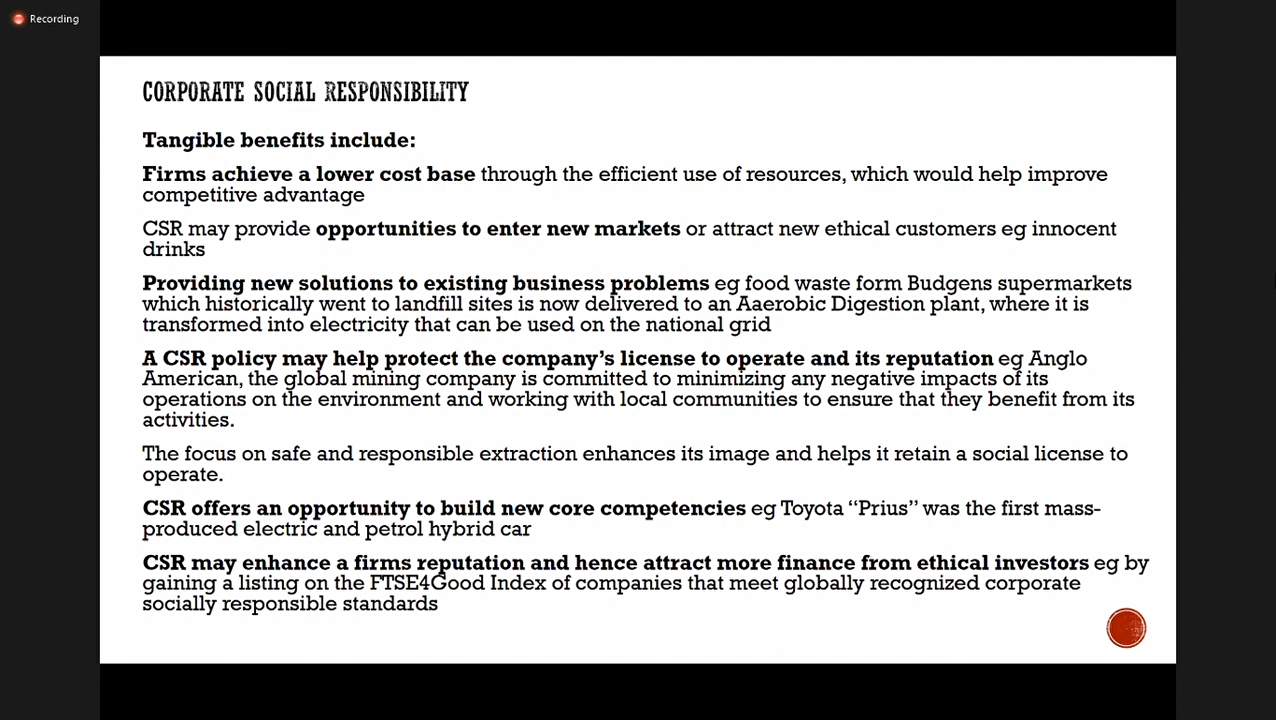 Recording
CORPORATE SOCIAL RESPONSIBILITY
Tangible benefits include:
Firms achieve a lower cost base through the efficient use of resources, which would help improve
competitive advantage
CSR may provide opportunities to enter new markets or attract new ethical customers eg innocent
drinks
Providing new solutions to existing business problems eg food waste form Budgens supermarkets
which historically went to landfill sites is now delivered to an Aaerobic Digestion plant, where it is
transformed into electricity that can be used on the national grid
A CSR policy may help protect the company’s license to operate and its reputation eg Anglo
American, the global mining company is committed to minimizing any negative impacts of its
operations on the environment and working with local communities to ensure that they benefit from its
activities.
The focus on safe and responsible extraction enhances its image and helps it retain a social license to
operate.
CSR offers an opportunity to build new core competencies eg Toyota “Prius” was the first mass-
produced electric and petrol hybrid car
CSR may enhance a firms reputation and hence attract more finance from ethical investors eg by
gaining a listing on the FTSE4Good Index of companies that meet globally recognized corporate
socially responsible standards